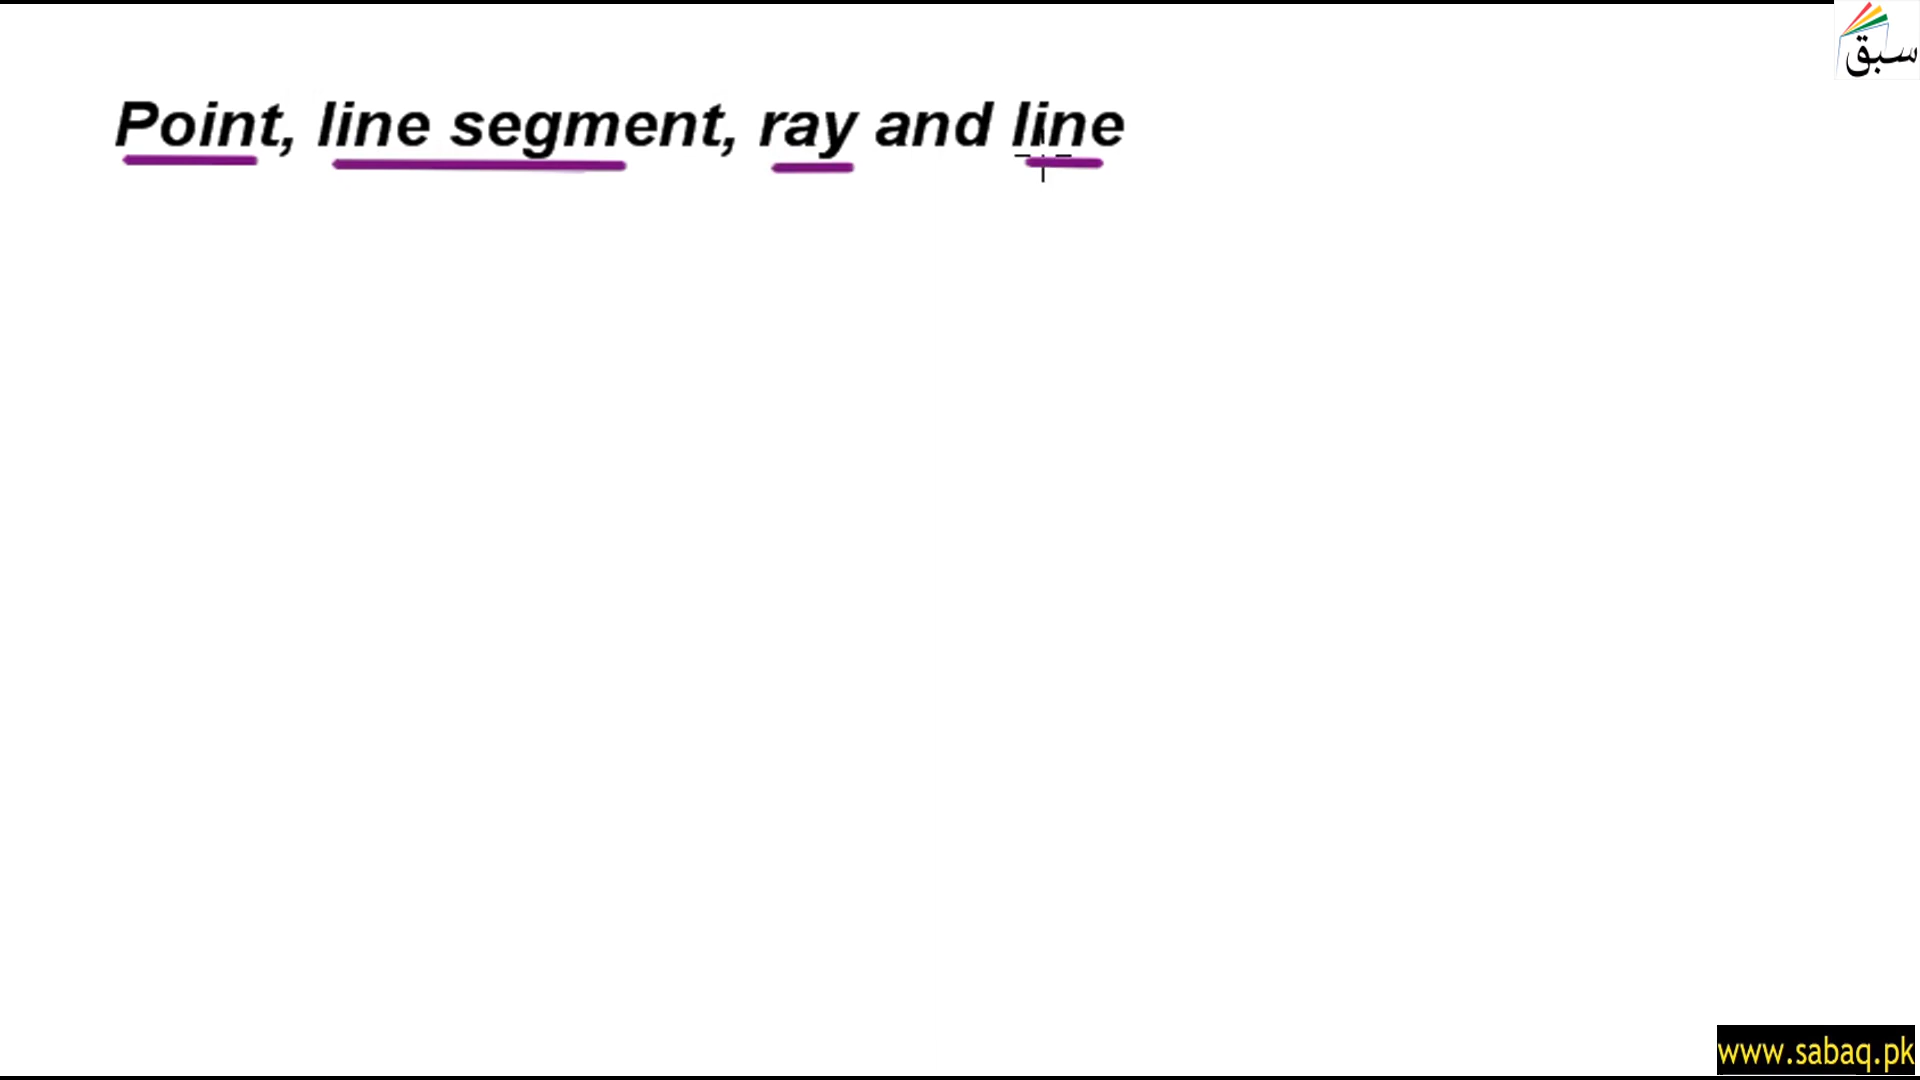 سبق
Point, line segment, ray and line
www.sabaq.pk